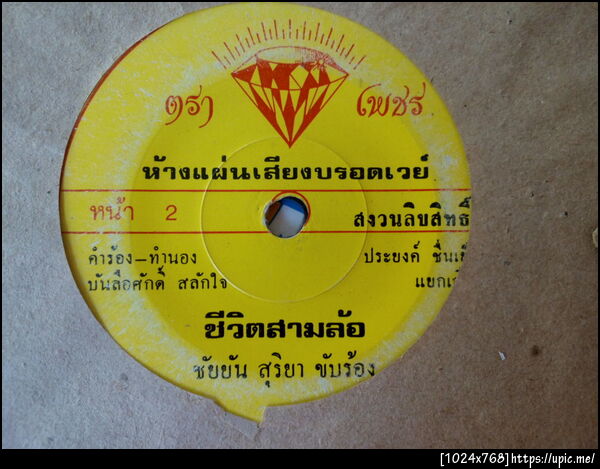 ตรา เพชร
ห้างแผ่นเสียงบรอดเวย์
หน้า 2 สงวนลิขสิทธิ์
คำร้อง-ทำนอง ประยงค์
บันลือศักดิ์ สลักใจ
ชีวิตสามล้อ
ชัยยัน สุริยา ขับร้อง
[1024x768]https://upic.me/